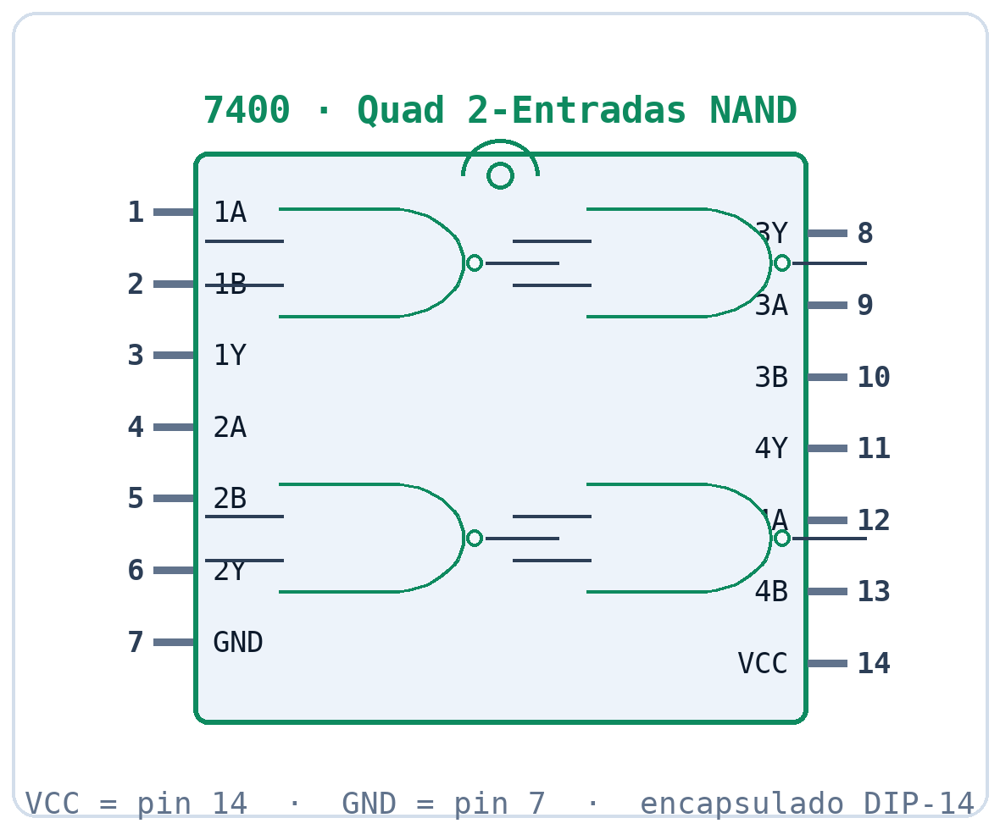 7400 · Quad 2-Entradas NAND
1 1A 3Y 8
2 1B 3A 9
3 1Y 3B 10
4 2A 4Y 11
5 2B 4A 12
6 2Y 4B 13
7 GND VCC 14
VCC = pin 14 · GND = pin 7 · encapsulado DIP-14